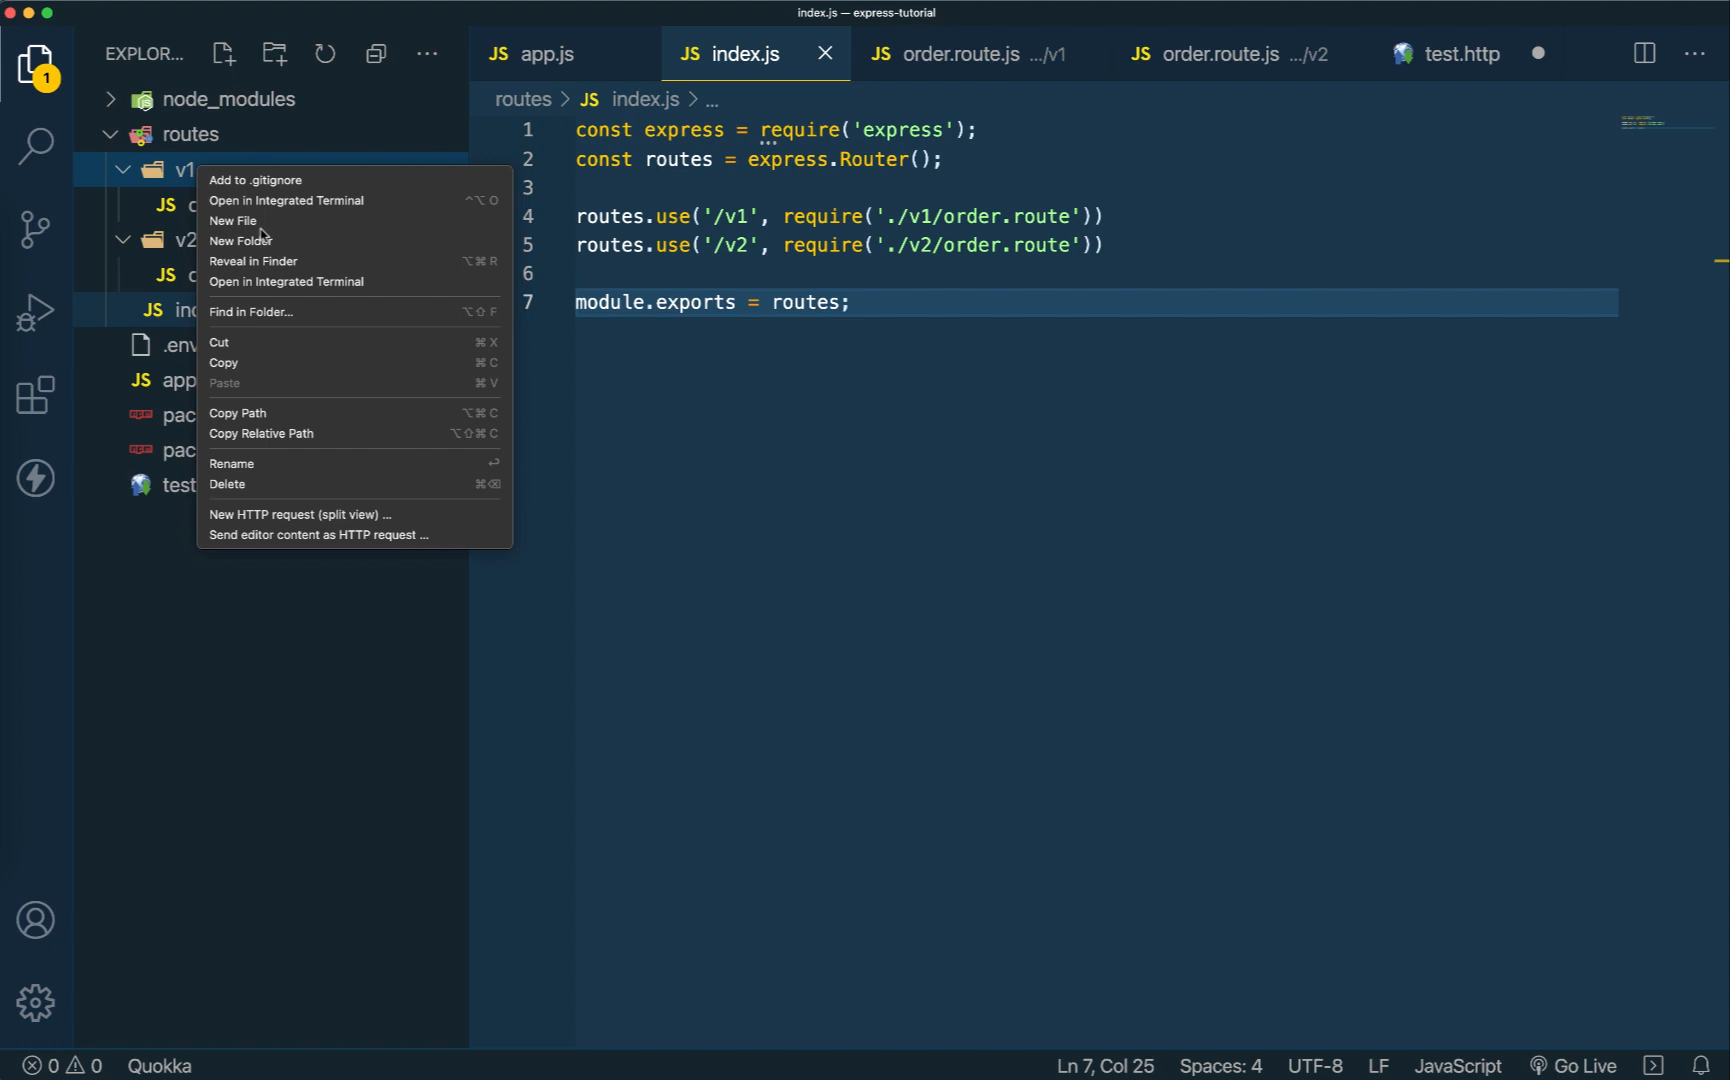 index.js — express-tutorial
EXPLOR...
JS app.js
JS index.js
JS order.route.js .../v1
JS order.route.js .../v2
test.http
1
node_modules
routes
v1
JS
v2
JS
JS
.env
JS app
pac
pac
test
Add to .gitignore
Open in Integrated Terminal ⌃⌥ O
New File
New Folder
Reveal in Finder ⌥⌘ R
Open in Integrated Terminal
Find in Folder... ⌥⇧ F
Cut ⌘ X
Copy ⌘ C
Paste ⌘ V
Copy Path ⌥⌘ C
Copy Relative Path ⌥⇧⌘ C
Rename ↩
Delete ⌘⌫
New HTTP request (split view) ...
Send editor content as HTTP request ...
routes > JS index.js > ...
1 const express = require('express');
2 const routes = express.Router();
3
4 routes.use('/v1', require('./v1/order.route'))
5 routes.use('/v2', require('./v2/order.route'))
6
7 module.exports = routes;
0 0 Quokka
Ln 7, Col 25 Spaces: 4 UTF-8 LF JavaScript Go Live